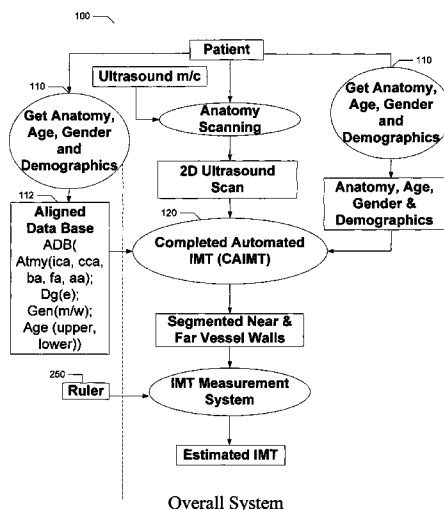 100
Patient
110
Ultrasound m/c
110
Get Anatomy,
Age, Gender
and
Demographics
Anatomy
Scanning
Get Anatomy,
Age, Gender
and
Demographics
2D Ultrasound
Scan
Anatomy, Age,
Gender &
Demographics
112
Aligned
Data Base
ADB(
Atmy(ica, cca,
ba, fa, aa);
Dg(e);
Gen(m/w);
Age (upper,
lower))
120
Completed Automated
IMT (CAIMT)
Segmented Near &
Far Vessel Walls
250
Ruler
IMT Measurement
System
Estimated IMT
Overall System